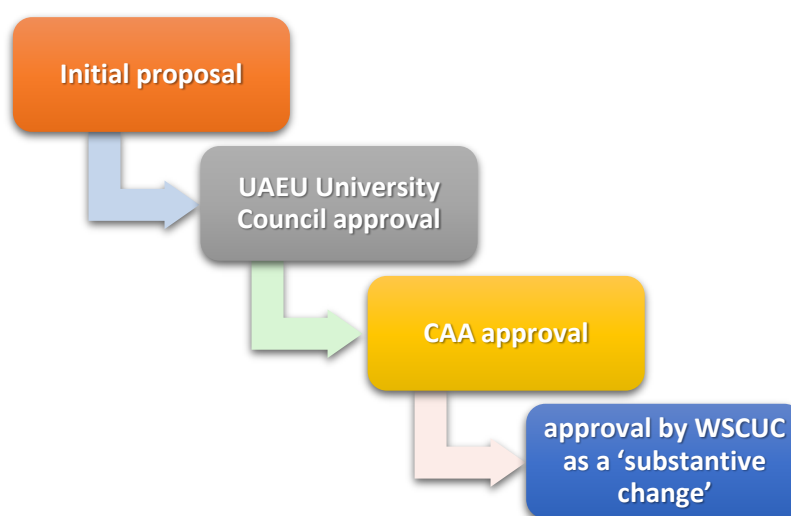 Initial proposal
UAEU University
Council approval
CAA approval
approval by WSCUC
as a ‘substantive
change’